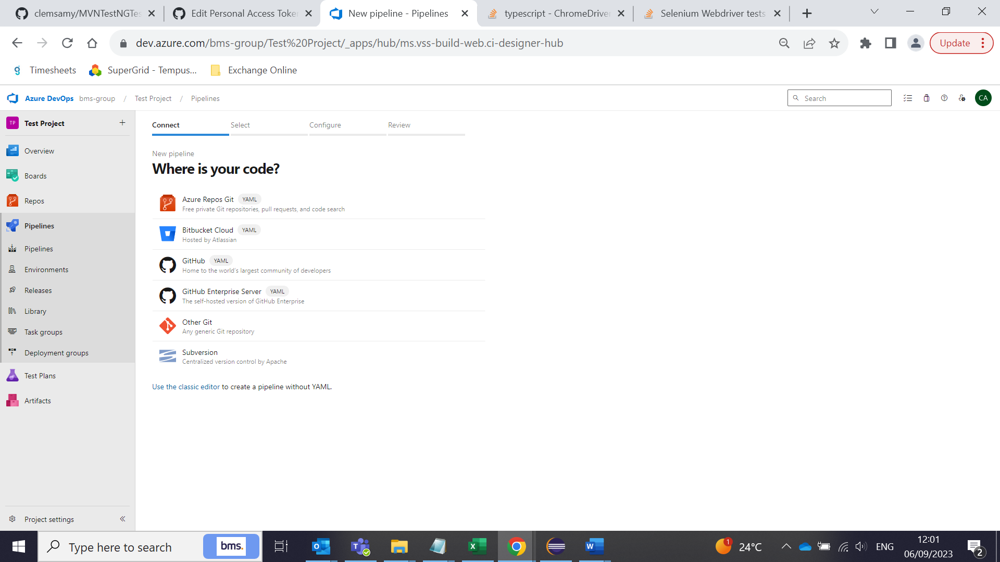 clemsamy/MVNTestNGTes
Edit Personal Access Token
New pipeline - Pipelines
typescript - ChromeDriver
Selenium Webdriver tests
dev.azure.com/bms-group/Test%20Project/_apps/hub/ms.vss-build-web.ci-designer-hub
Update
Timesheets
SuperGrid - Tempus...
Exchange Online
Azure DevOps bms-group / Test Project / Pipelines
Search
CA
TP Test Project +
Overview
Boards
Repos
Pipelines
Pipelines
Environments
Releases
Library
Task groups
Deployment groups
Test Plans
Artifacts
Project settings
Connect
Select
Configure
Review
New pipeline
Where is your code?
Azure Repos Git YAML
Free private Git repositories, pull requests, and code search
Bitbucket Cloud YAML
Hosted by Atlassian
GitHub YAML
Home to the world's largest community of developers
GitHub Enterprise Server YAML
The self-hosted version of GitHub Enterprise
Other Git
Any generic Git repository
Subversion
Centralized version control by Apache
Use the classic editor to create a pipeline without YAML.
Type here to search
bms.
1
24°C
ENG
12:01
06/09/2023
2